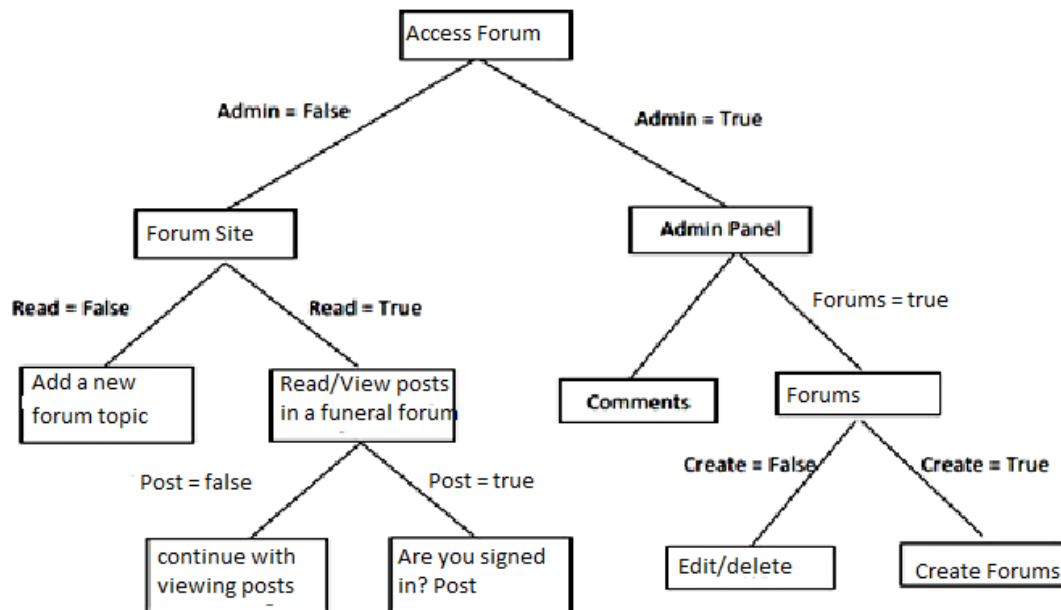 Access Forum
Admin = False
Admin = True
Forum Site
Admin Panel
Read = False
Read = True
Forums = true
Add a new
forum topic
Read/View posts
in a funeral forum
Comments
Forums
Post = false
Post = true
Create = False
Create = True
continue with
viewing posts
Are you signed
in? Post
Edit/delete
Create Forums